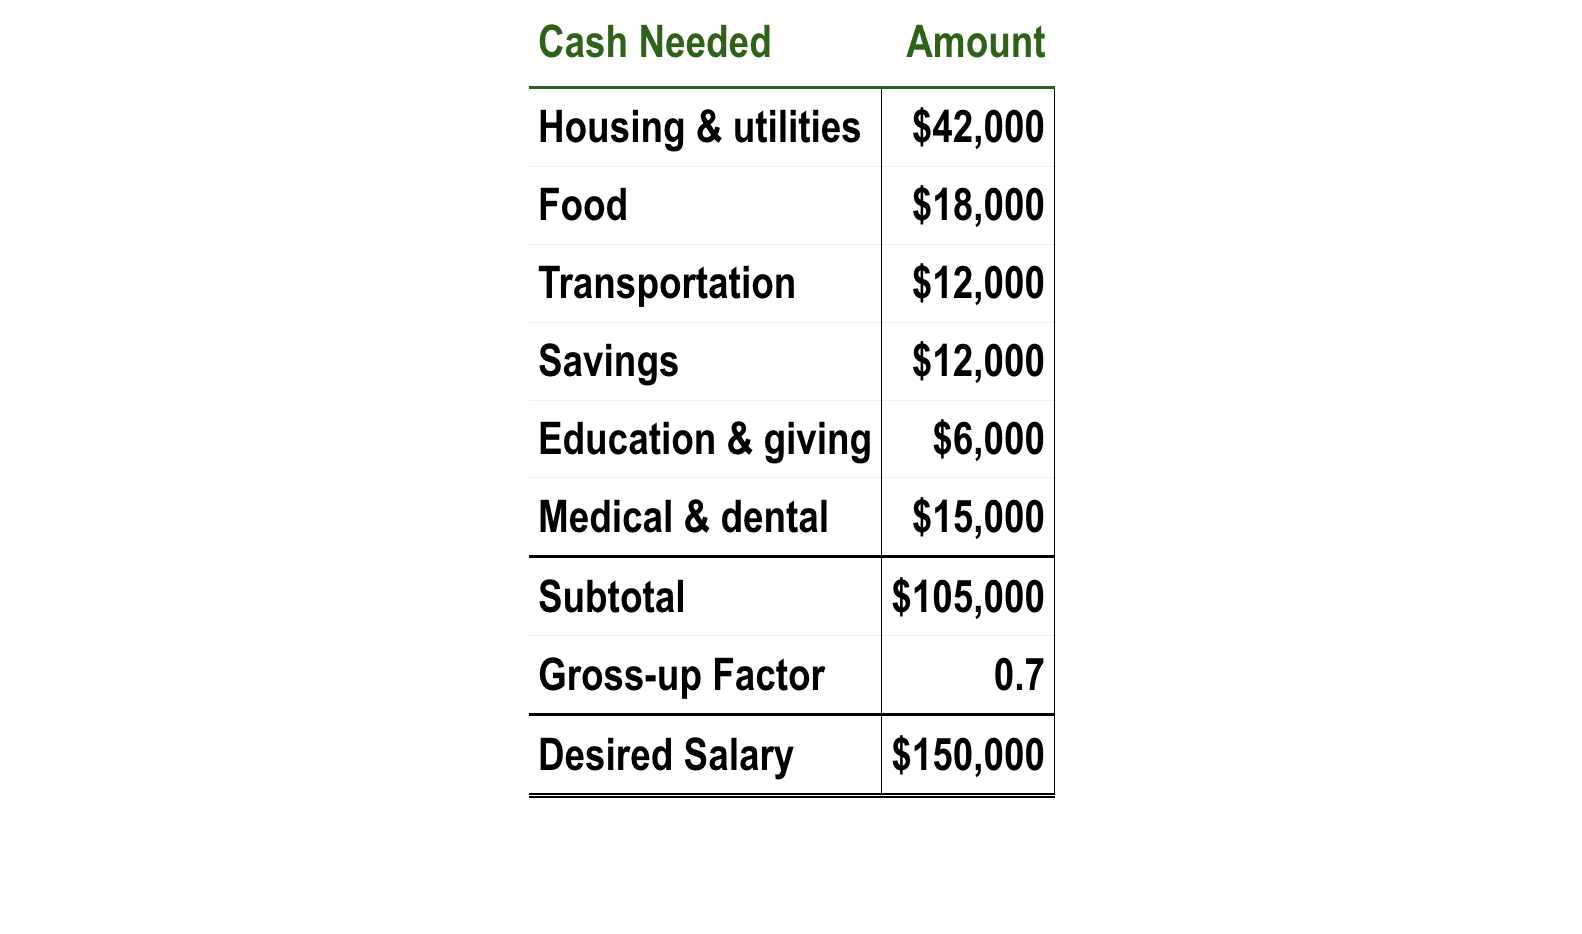 Cash Needed Amount
Housing & utilities $42,000
Food $18,000
Transportation $12,000
Savings $12,000
Education & giving $6,000
Medical & dental $15,000
Subtotal $105,000
Gross-up Factor 0.7
Desired Salary $150,000